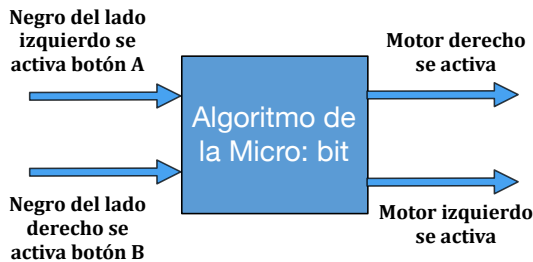 Negro del lado
izquierdo se
activa botón A
Motor derecho
se activa
Algoritmo de
la Micro: bit
Negro del lado
derecho se
activa botón B
Motor izquierdo
se activa